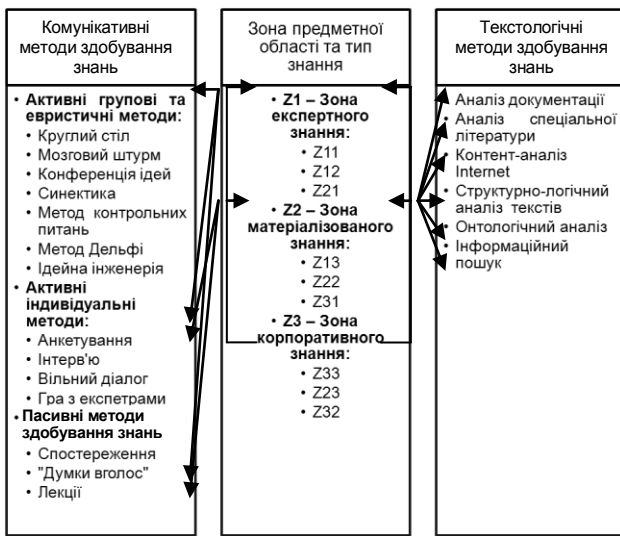 Комунікативні
методи здобування
знань
• Активні групові та
евристичні методи:
• Круглий стіл
• Мозговий штурм
• Конференція ідей
• Синектика
• Метод контрольних
питань
• Метод Дельфі
• Ідейна інженерія
• Активні
індивідуальні
методи:
• Анкетування
• Інтерв'ю
• Вільний діалог
• Гра з експетрами
• Пасивні методи
здобування знань
• Спостереження
• "Думки вголос"
• Лекції
Зона предметної
області та тип
знання
• Z1 – Зона
експертного
знання:
• Z11
• Z12
• Z21
• Z2 – Зона
матеріалізованого
знання:
• Z13
• Z22
• Z31
• Z3 – Зона
корпоративного
знання:
• Z33
• Z23
• Z32
Текстологічні
методи здобування
знань
• Аналіз документації
• Аналіз спеціальної
літератури
• Контент-аналіз
Internet
• Структурно-логічний
аналіз текстів
• Онтологічний аналіз
• Інформаційний
пошук